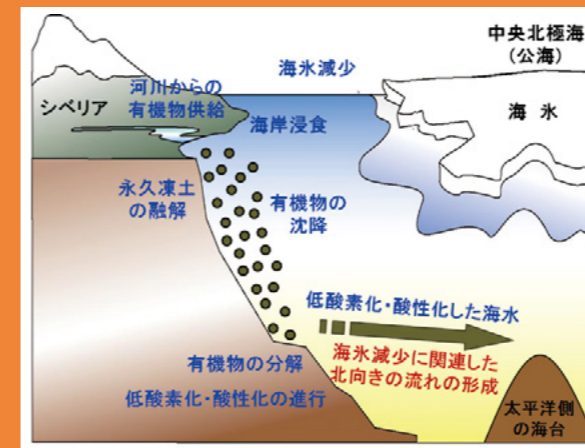 中央北極海
(公海)
海氷減少
河川からの
有機物供給
シベリア
海氷
海岸浸食
永久凍土
の融解
有機物の
沈降
低酸素化・酸性化した海水
海氷減少に関連した
北向きの流れの形成
有機物の分解
低酸素化・酸性化の進行
太平洋側
の海台